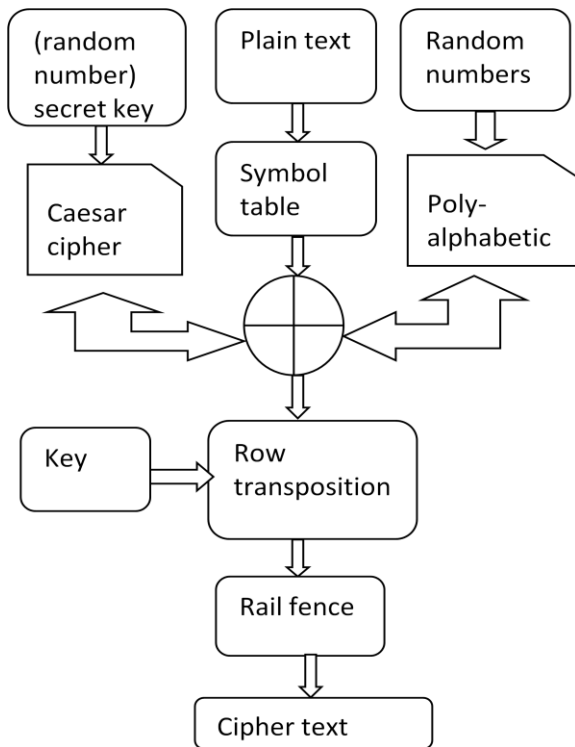 (random
number)
secret key
Plain text
Random
numbers
Caesar
cipher
Symbol
table
Poly-
alphabetic
Key
Row
transposition
Rail fence
Cipher text